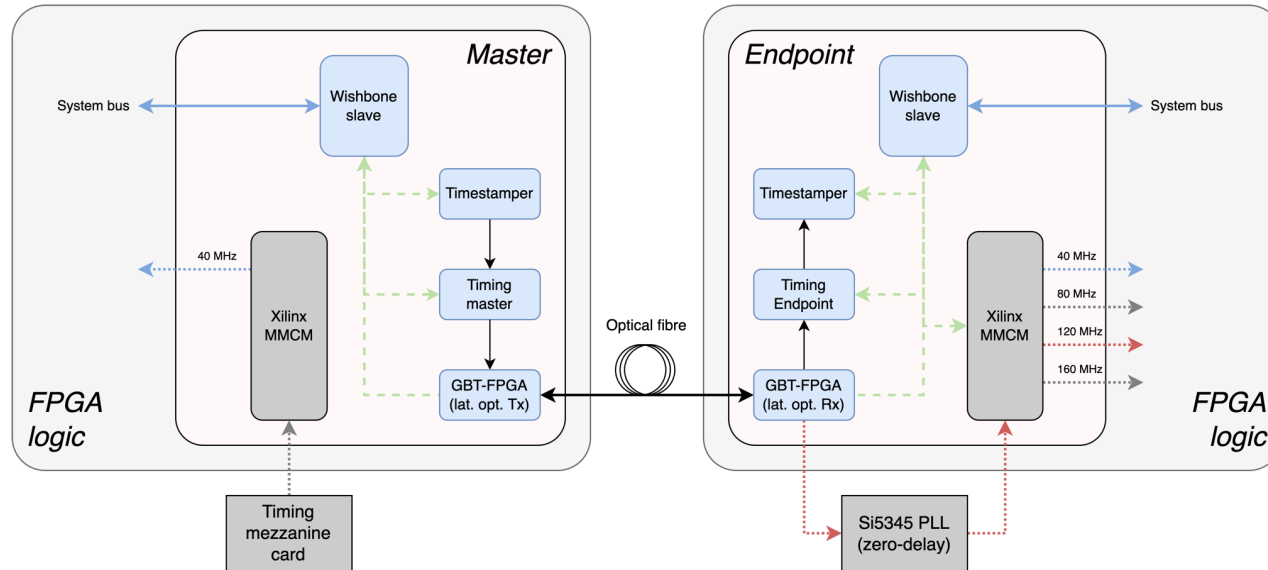 Master
Wishbone
slave
System bus
Timestamper
Timing
master
GBT-FPGA
(lat. opt. Tx)
40 MHz
Xilinx
MMCM
FPGA
logic
Timing
mezzanine
card
Optical fibre
Endpoint
Wishbone
slave
System bus
Timestamper
Timing
Endpoint
GBT-FPGA
(lat. opt. Rx)
Xilinx
MMCM
40 MHz
80 MHz
120 MHz
160 MHz
FPGA
logic
Si5345 PLL
(zero-delay)